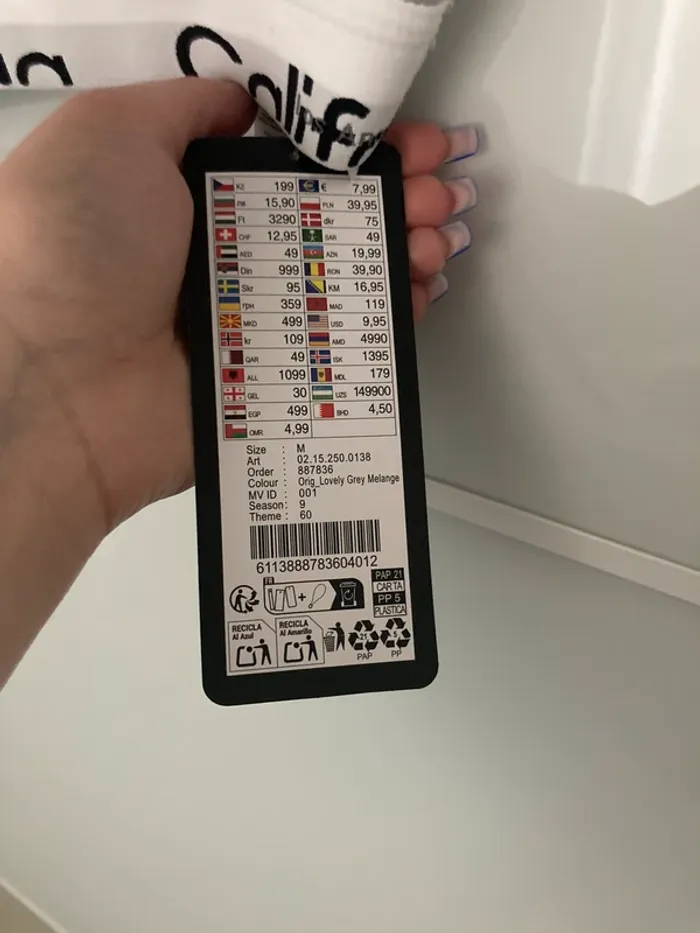 Calif
Kč 199 € 7,99
лв 15,90 PLN 39,95
Ft 3290 dkr 75
CHF 12,95 SAR 49
AED 49 AZN 19,99
Din 999 RON 39,90
Skr 95 KM 16,95
грн 359 MAD 119
MKD 499 USD 9,95
kr 109 AMD 4990
QAR 49 ISK 1395
ALL 1099 MDL 179
GEL 30 UZS 149900
EGP 499 BHD 4,50
OMR 4,99
Size : M
Art : 02.15.250.0138
Order : 887836
Colour : Orig_Lovely Grey Melange
MV ID : 001
Season : 9
Theme : 60
6113888783604012
FR
+
PAP 21
CARTA
PP 5
PLASTICA
RECICLA
Al Azul
RECICLA
Al Amarillo
21
PAP
5
PP